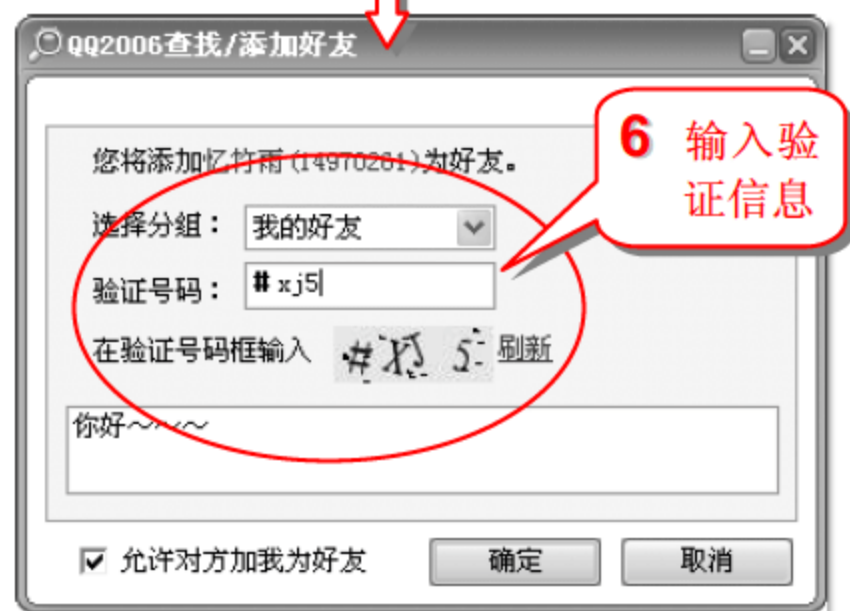 QQ2006查找/添加好友
6 输入验
证信息
您将添加忆竹雨(14970261)为好友。
选择分组： 我的好友
验证号码： #xj5
在验证号码框输入 #XJ 5 刷新
你好～～～
允许对方加我为好友 确定 取消